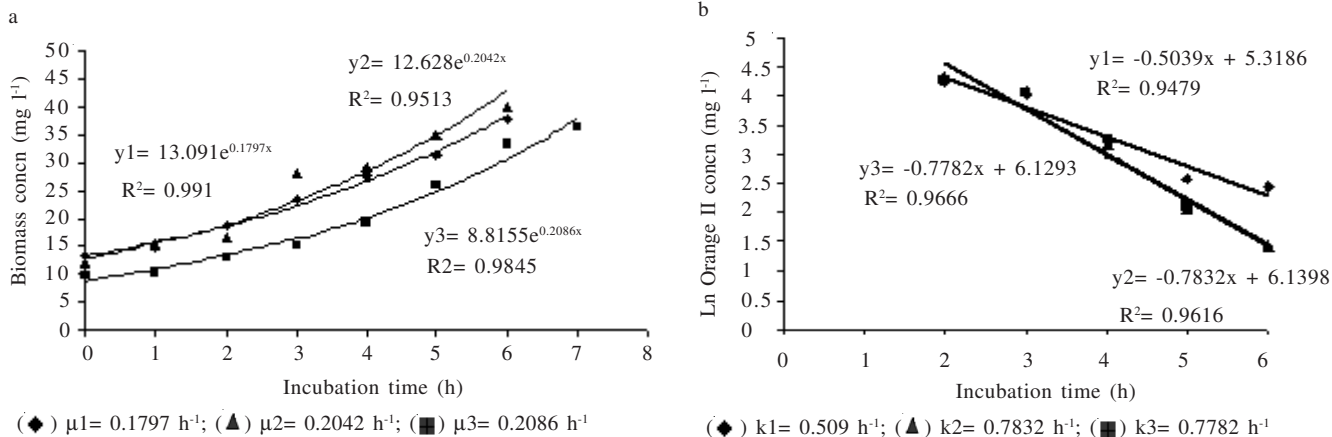 a
Biomass concn (mg l⁻¹)
50
45
40
35
30
25
20
15
10
5
0
y2= 12.628e^0.2042x
R²= 0.9513
y1= 13.091e^0.1797x
R²= 0.991
y3= 8.8155e^0.2086x
R2= 0.9845
0 1 2 3 4 5 6 7 8
Incubation time (h)
(◆) µ1= 0.1797 h⁻¹; (▲) µ2= 0.2042 h⁻¹; (■) µ3= 0.2086 h⁻¹
b
Ln Orange II concn (mg l⁻¹)
5
4.5
4
3.5
3
2.5
2
1.5
1
0.5
0
y1= -0.5039x + 5.3186
R²= 0.9479
y3= -0.7782x + 6.1293
R²= 0.9666
y2= -0.7832x + 6.1398
R²= 0.9616
0 1 2 3 4 5 6
Incubation time (h)
(◆) k1= 0.509 h⁻¹; (▲) k2= 0.7832 h⁻¹; (■) k3= 0.7782 h⁻¹